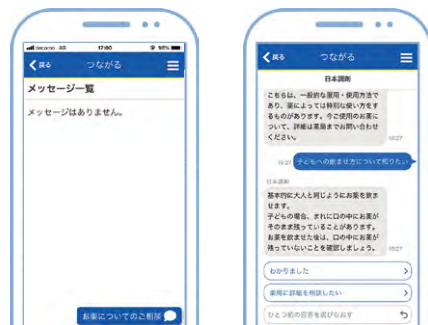 docomo 4G 17:00 98%
戻る つながる
メッセージ一覧
メッセージはありません。
お薬についてのご相談
戻る つながる
日本調剤
こちらは、一般的な服用・使用方法で
あり、薬によっては特別な使い方をす
るものがあります。今ご使用のお薬に
ついて、詳細は薬局までお問い合わせ
ください。
16:27
16:27 子どもへの飲ませ方について知りたい
日本調剤
基本的に大人と同じようにお薬を飲ま
せます。
子どもの場合、まれに口の中にお薬が
そのまま残っていることがあります。
お薬を飲ませた後は、口の中にお薬が
残っていないことを確認しましょう。
16:27
わかりました
薬局に詳細を相談したい
ひとつ前の回答を選びなおす